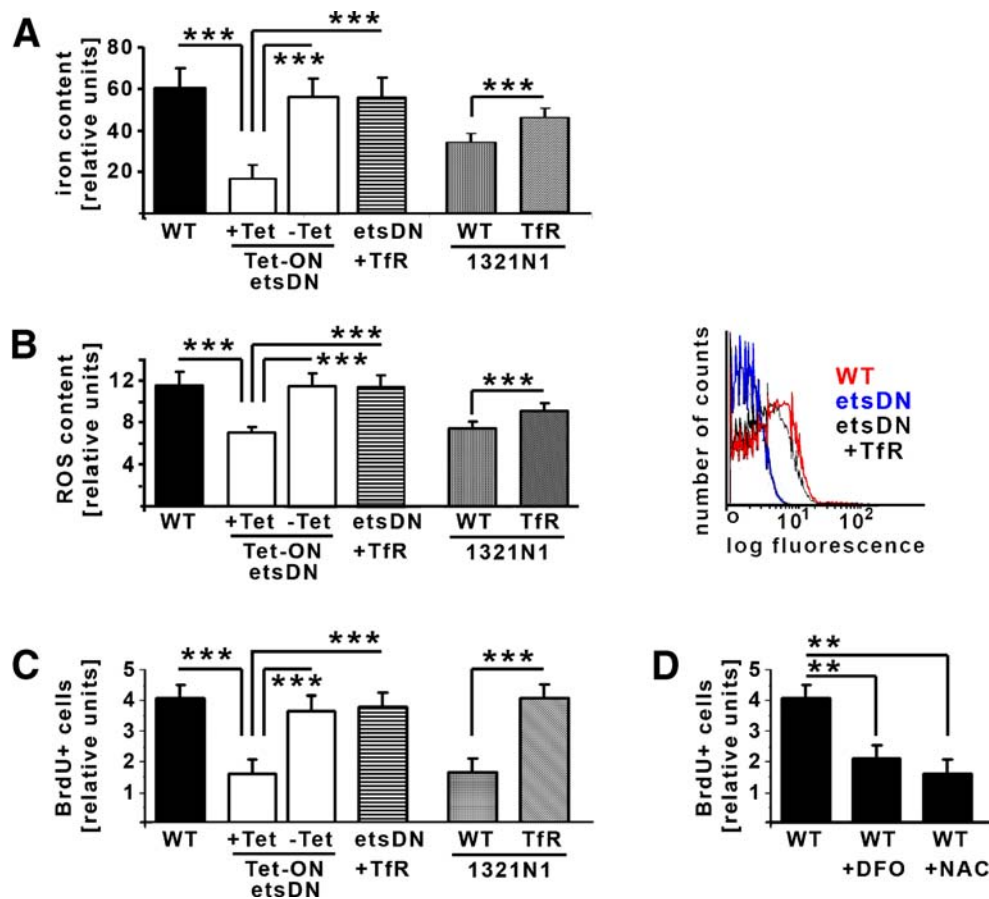 A
iron content
[relative units]
80
60
40
20
***
***
***
***
WT
+Tet -Tet
etsDN
WT
TfR
Tet-ON
+TfR
1321N1
etsDN
B
ROS content
[relative units]
12
8
4
***
***
***
***
WT
+Tet -Tet
etsDN
WT
TfR
Tet-ON
+TfR
1321N1
etsDN
number of counts
WT
etsDN
etsDN
+TfR
0
10¹
10²
log fluorescence
C
BrdU+ cells
[relative units]
5
4
3
2
1
***
***
***
***
WT
+Tet -Tet
etsDN
WT
TfR
Tet-ON
+TfR
1321N1
etsDN
D
BrdU+ cells
[relative units]
5
4
3
2
1
**
**
WT
WT
WT
+DFO
+NAC